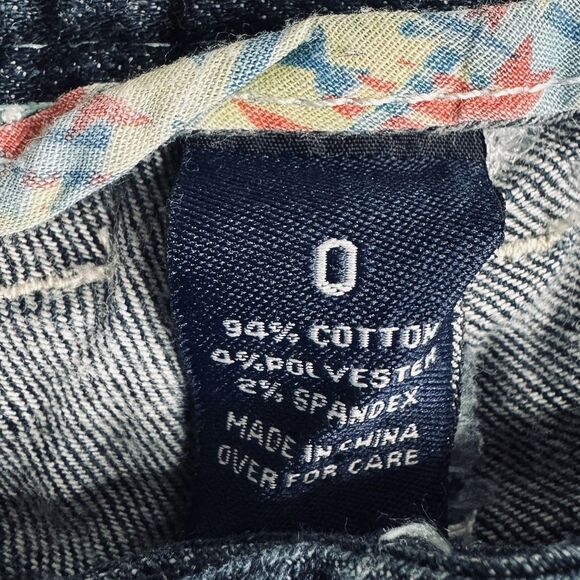 0
94% COTTON
4%POLYESTER
2% SPANDEX
MADE IN CHINA
OVER FOR CARE